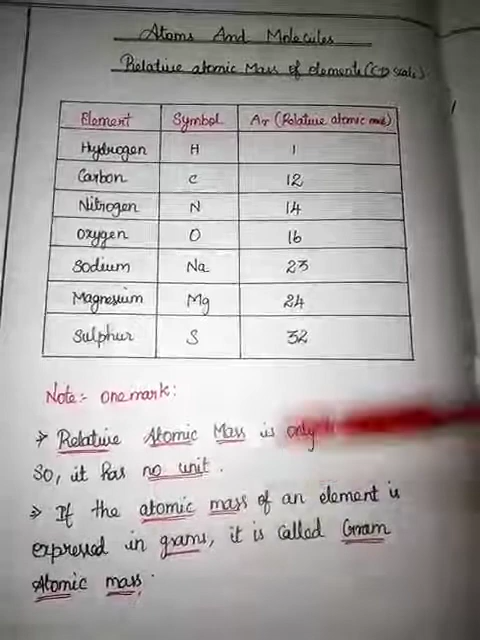 Atoms And Molecules
Relative atomic Mass of elements (C-12 scale).
Element Symbol Ar (Relative atomic mass)
Hydrogen H 1
Carbon C 12
Nitrogen N 14
Oxygen O 16
Sodium Na 23
Magnesium Mg 24
Sulphur S 32
Note:- one mark:
→ Relative Atomic Mass is only
So, it has no unit.
→ If the atomic mass of an element is
expressed in grams, it is called Gram
Atomic mass.